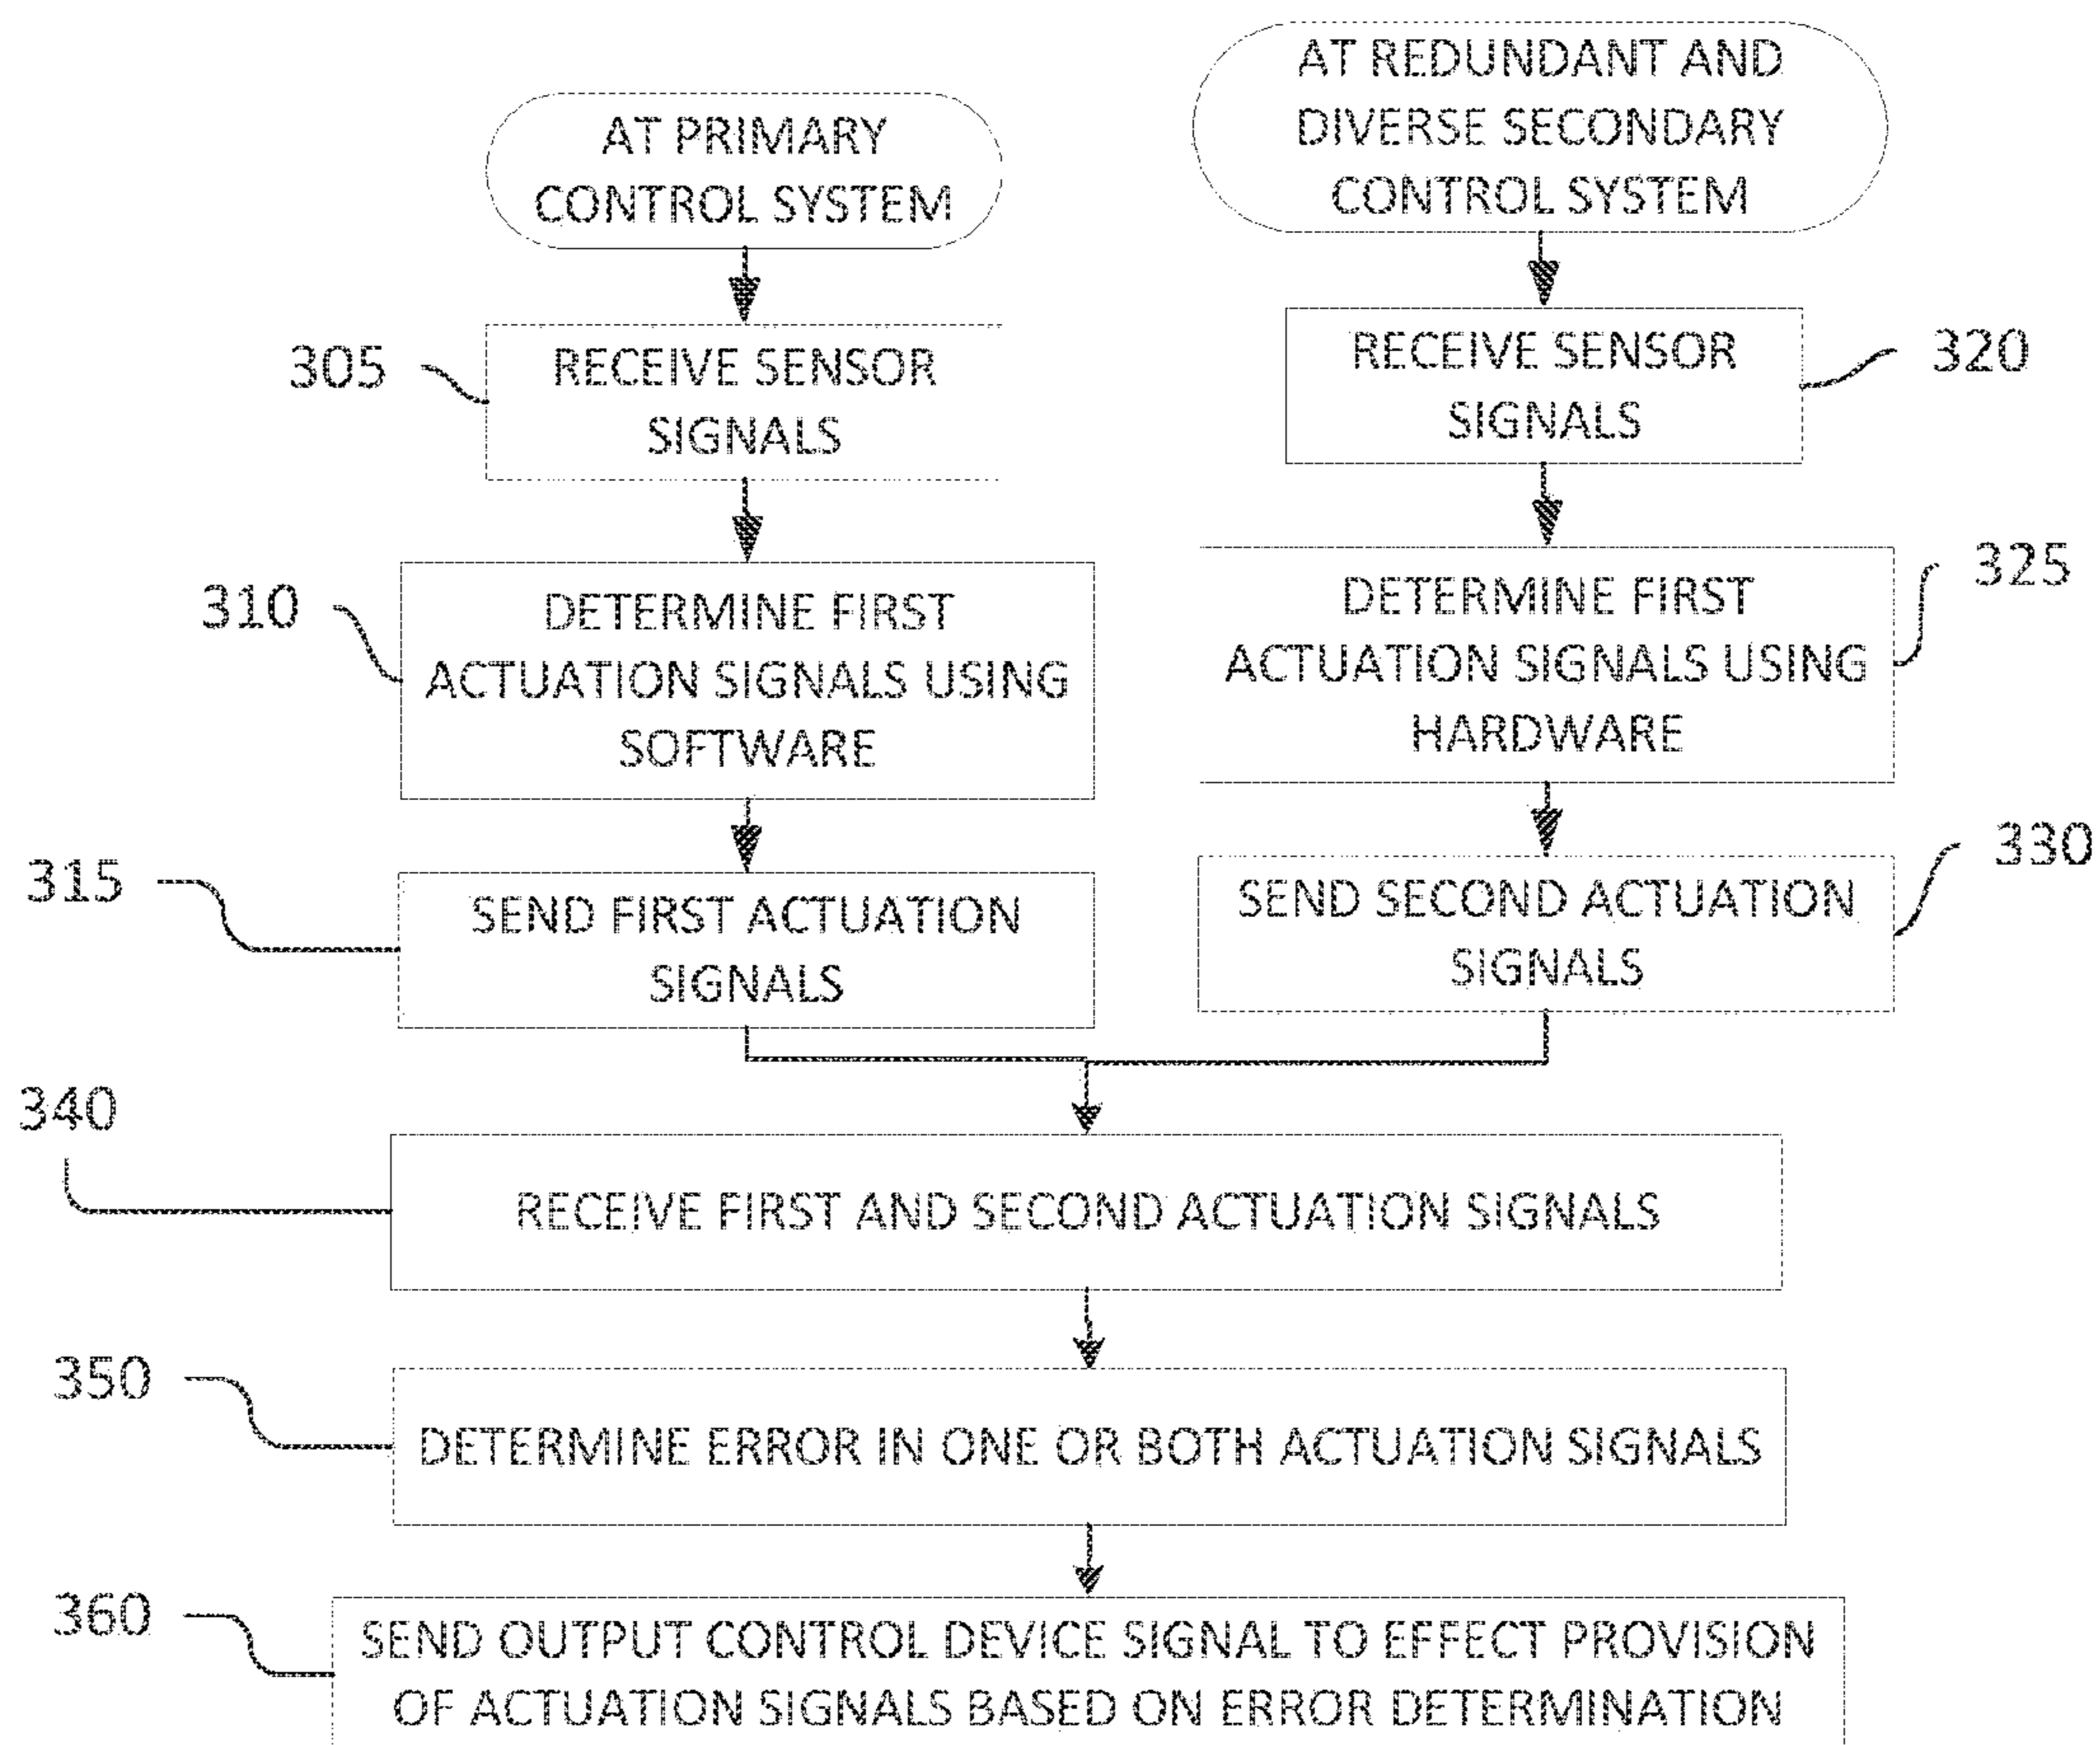 AT PRIMARY
CONTROL SYSTEM
305
RECEIVE SENSOR
SIGNALS
310
DETERMINE FIRST
ACTUATION SIGNALS USING
SOFTWARE
315
SEND FIRST ACTUATION
SIGNALS
AT REDUNDANT AND
DIVERSE SECONDARY
CONTROL SYSTEM
320
RECEIVE SENSOR
SIGNALS
325
DETERMINE FIRST
ACTUATION SIGNALS USING
HARDWARE
330
SEND SECOND ACTUATION
SIGNALS
340
RECEIVE FIRST AND SECOND ACTUATION SIGNALS
350
DETERMINE ERROR IN ONE OR BOTH ACTUATION SIGNALS
360
SEND OUTPUT CONTROL DEVICE SIGNAL TO EFFECT PROVISION
OF ACTUATION SIGNALS BASED ON ERROR DETERMINATION